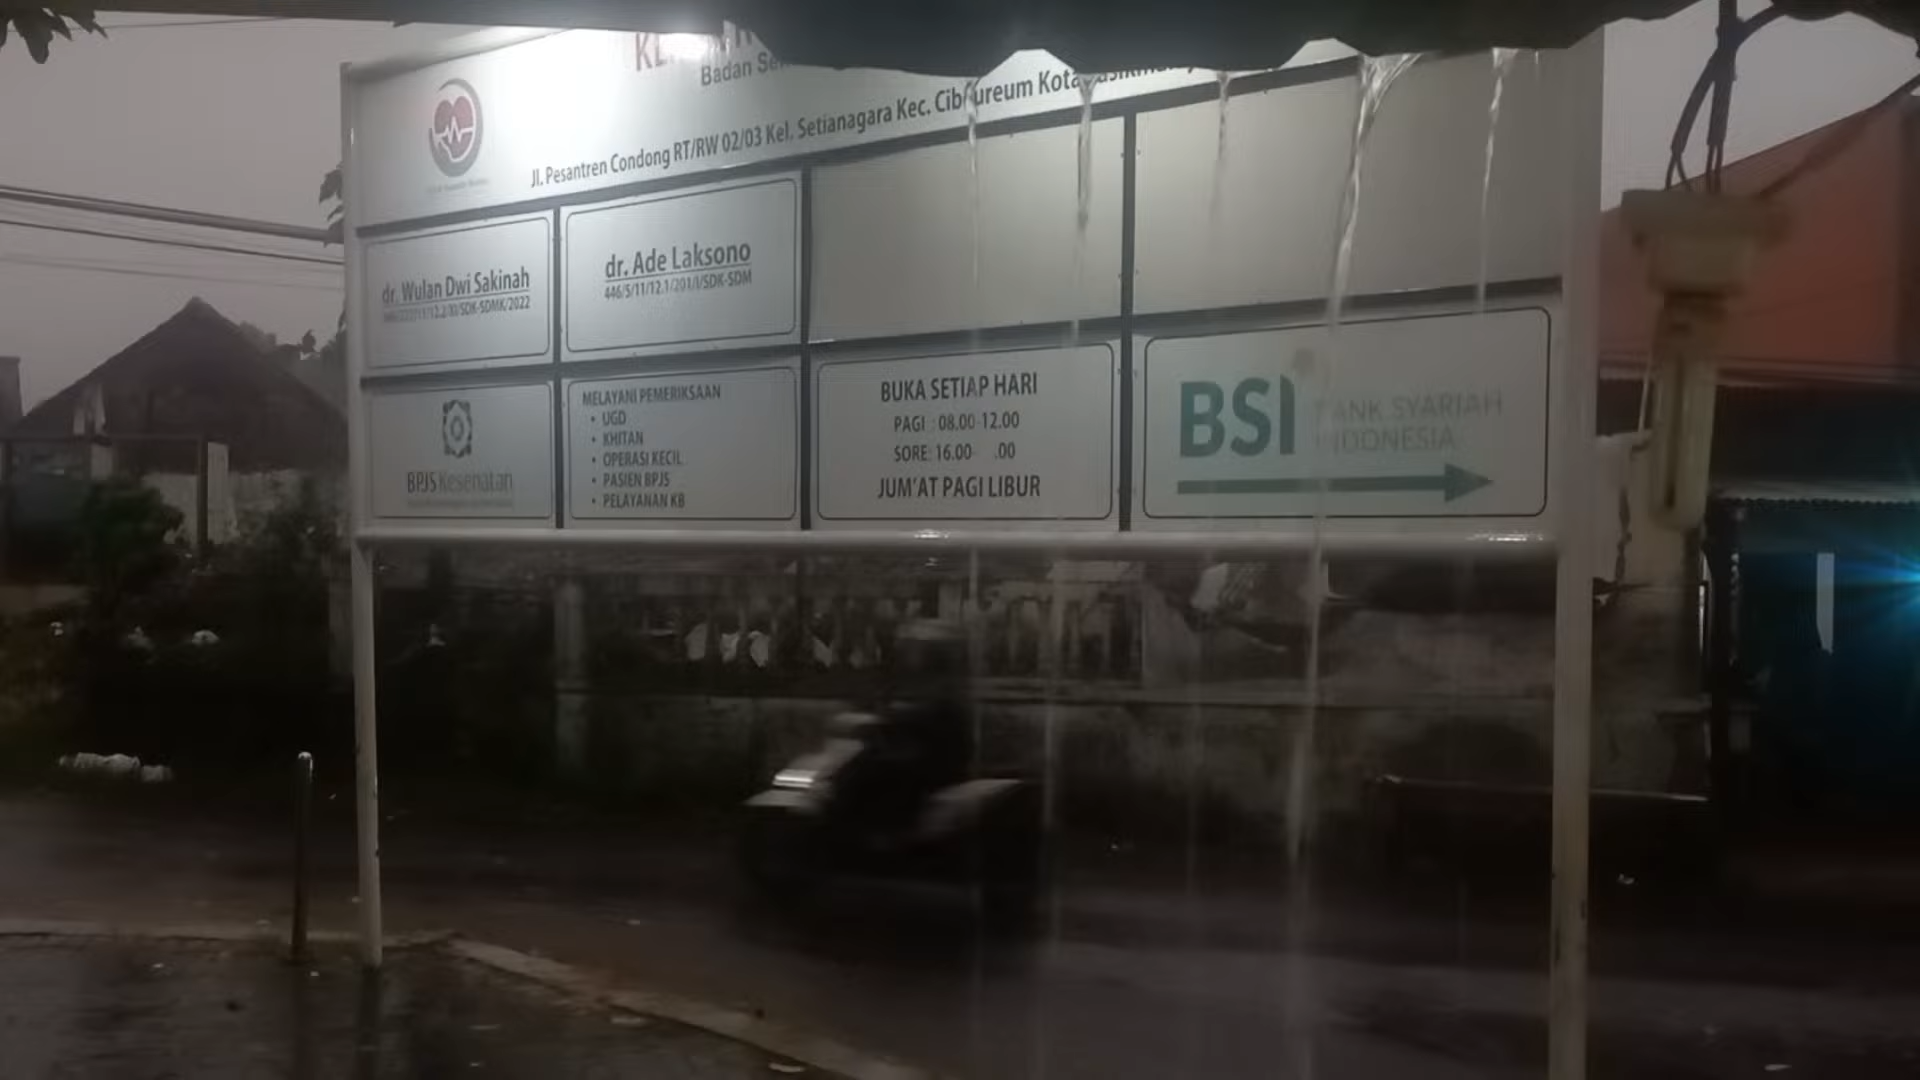 Badan
Jl. Pesantren Condong RT/RW 02/03 Kel. Setianagara Kec. Cibeureum Kota
dr. Wulan Dwi Sakinah
dr. Ade Laksono
446/5/11/12.1/201/I/SDK-SDM
BPJS Kesehatan
MELAYANI PEMERIKSAAN
• UGD
• KHITAN
• OPERASI KECIL
• PASIEN BPJS
• PELAYANAN KB
BUKA SETIAP HARI
PAGI : 08.00-12.00
SORE: 16.00- .00
JUM'AT PAGI LIBUR
BSI
BANK SYARIAH
INDONESIA